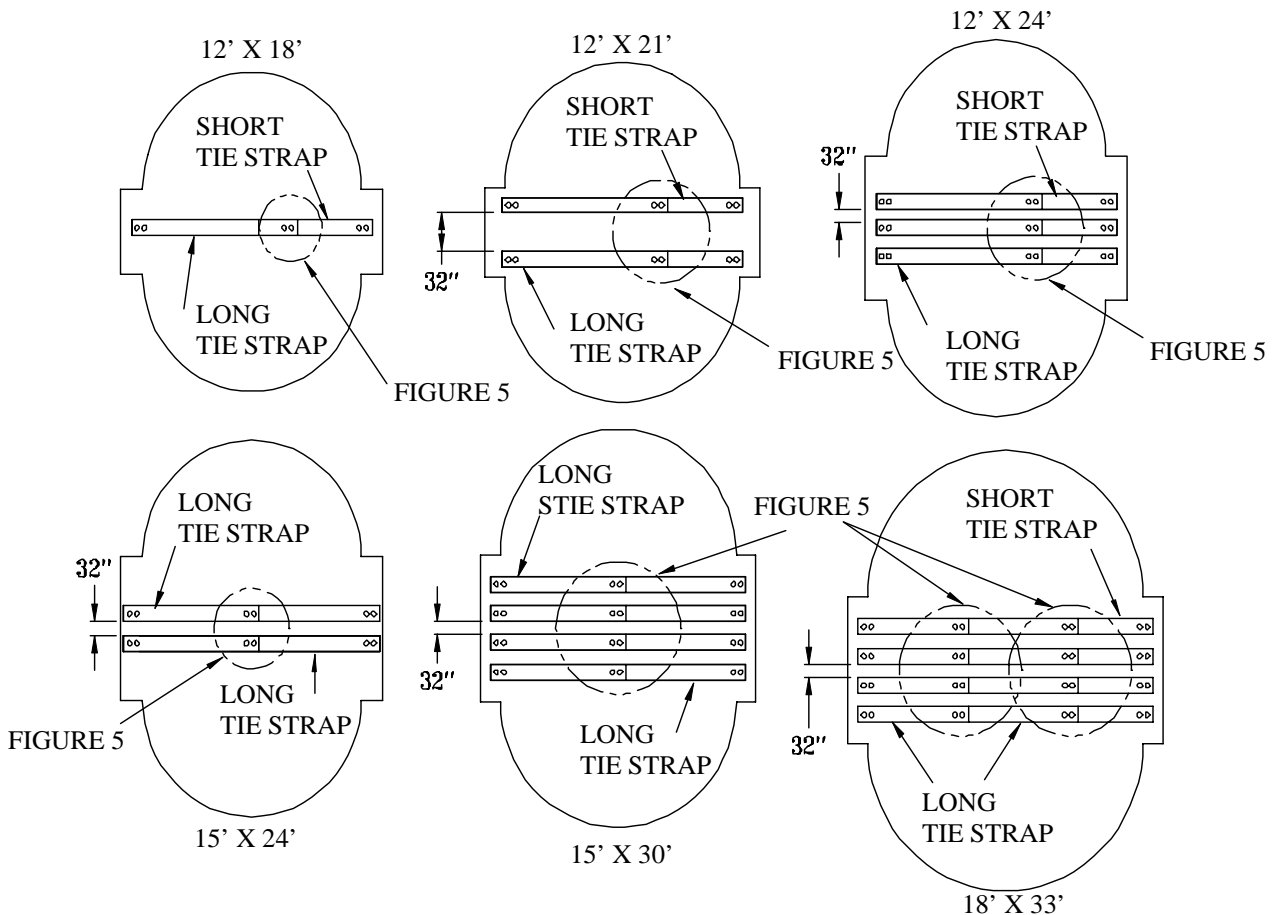 12’ X 18’
SHORT
TIE STRAP
LONG
TIE STRAP
FIGURE 5
12’ X 21’
SHORT
TIE STRAP
32"
LONG
TIE STRAP
FIGURE 5
12’ X 24’
SHORT
TIE STRAP
32"
LONG
TIE STRAP
FIGURE 5
LONG
TIE STRAP
32"
LONG
TIE STRAP
FIGURE 5
15’ X 24’
LONG
STIE STRAP
FIGURE 5
32"
LONG
TIE STRAP
15’ X 30’
SHORT
TIE STRAP
32"
LONG
TIE STRAP
18’ X 33’